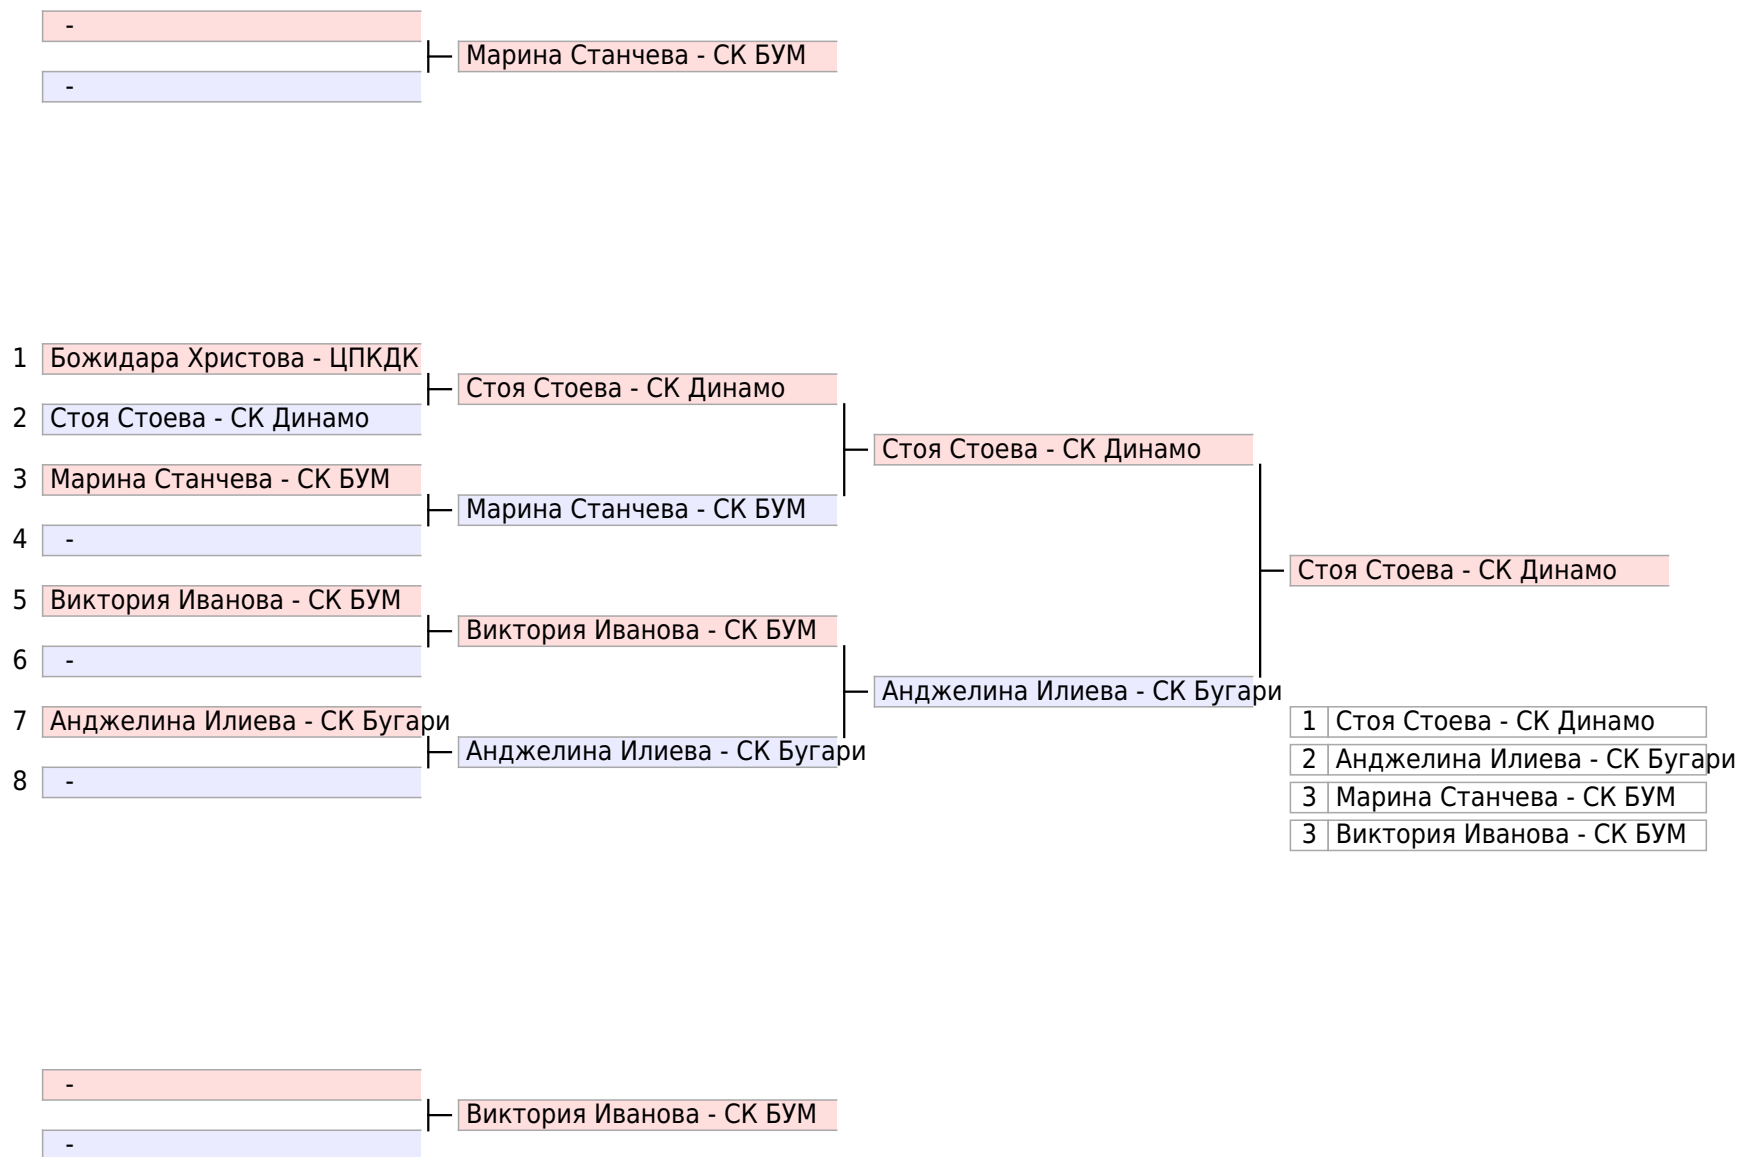 -
Марина Станчева - СК БУМ
-
1 Божидара Христова - ЦПКДК
Стоя Стоева - СК Динамо
2 Стоя Стоева - СК Динамо
Стоя Стоева - СК Динамо
3 Марина Станчева - СК БУМ
Марина Станчева - СК БУМ
4 -
Стоя Стоева - СК Динамо
5 Виктория Иванова - СК БУМ
Виктория Иванова - СК БУМ
6 -
Анджелина Илиева - СК Бугари
7 Анджелина Илиева - СК Бугари
Анджелина Илиева - СК Бугари
8 -
1 Стоя Стоева - СК Динамо
2 Анджелина Илиева - СК Бугари
3 Марина Станчева - СК БУМ
3 Виктория Иванова - СК БУМ
-
Виктория Иванова - СК БУМ
-